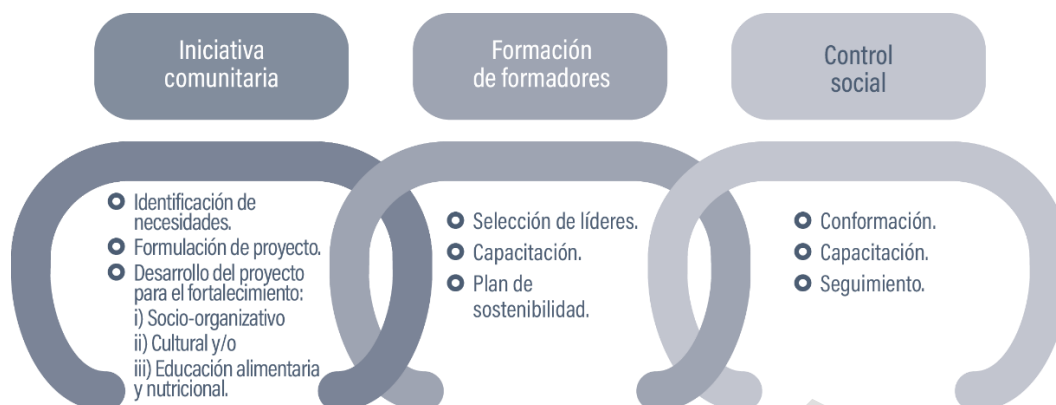 Iniciativa
comunitaria
Formación
de formadores
Control
social
Identificación de
necesidades.
Formulación de proyecto.
Desarrollo del proyecto
para el fortalecimiento:
i) Socio-organizativo
ii) Cultural y/o
iii) Educación alimentaria
y nutricional.
Selección de líderes.
Capacitación.
Plan de
sostenibilidad.
Conformación.
Capacitación.
Seguimiento.